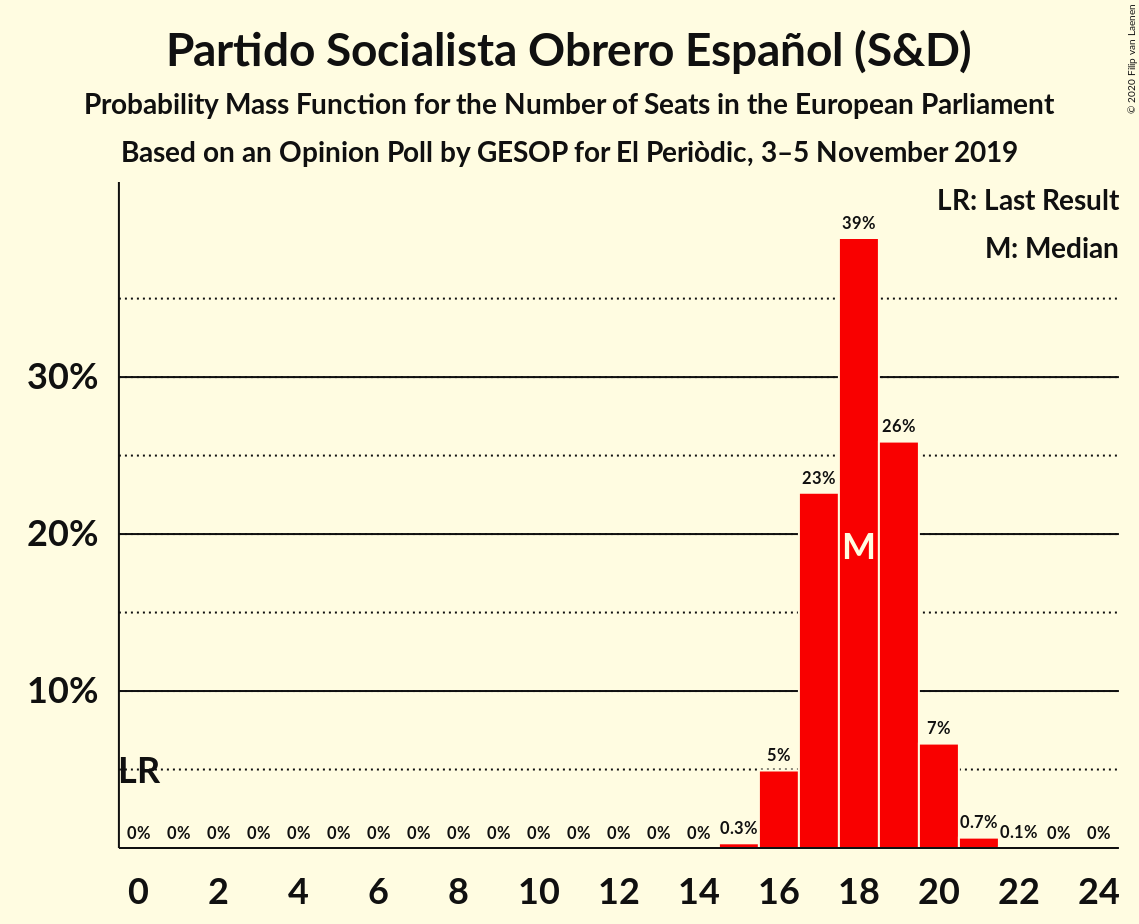 Partido Socialista Obrero Español (S&D)
Probability Mass Function for the Number of Seats in the European Parliament
Based on an Opinion Poll by GESOP for El Periòdic, 3–5 November 2019
© 2020 Filip van Laenen
LR: Last Result
M: Median
39%
30%
26%
23%
20%
M
10%
7%
5%
LR
0% 0% 0% 0% 0% 0% 0% 0% 0% 0% 0% 0% 0% 0% 0% 0.3% 0.7% 0.1% 0% 0%
0 2 4 6 8 10 12 14 16 18 20 22 24